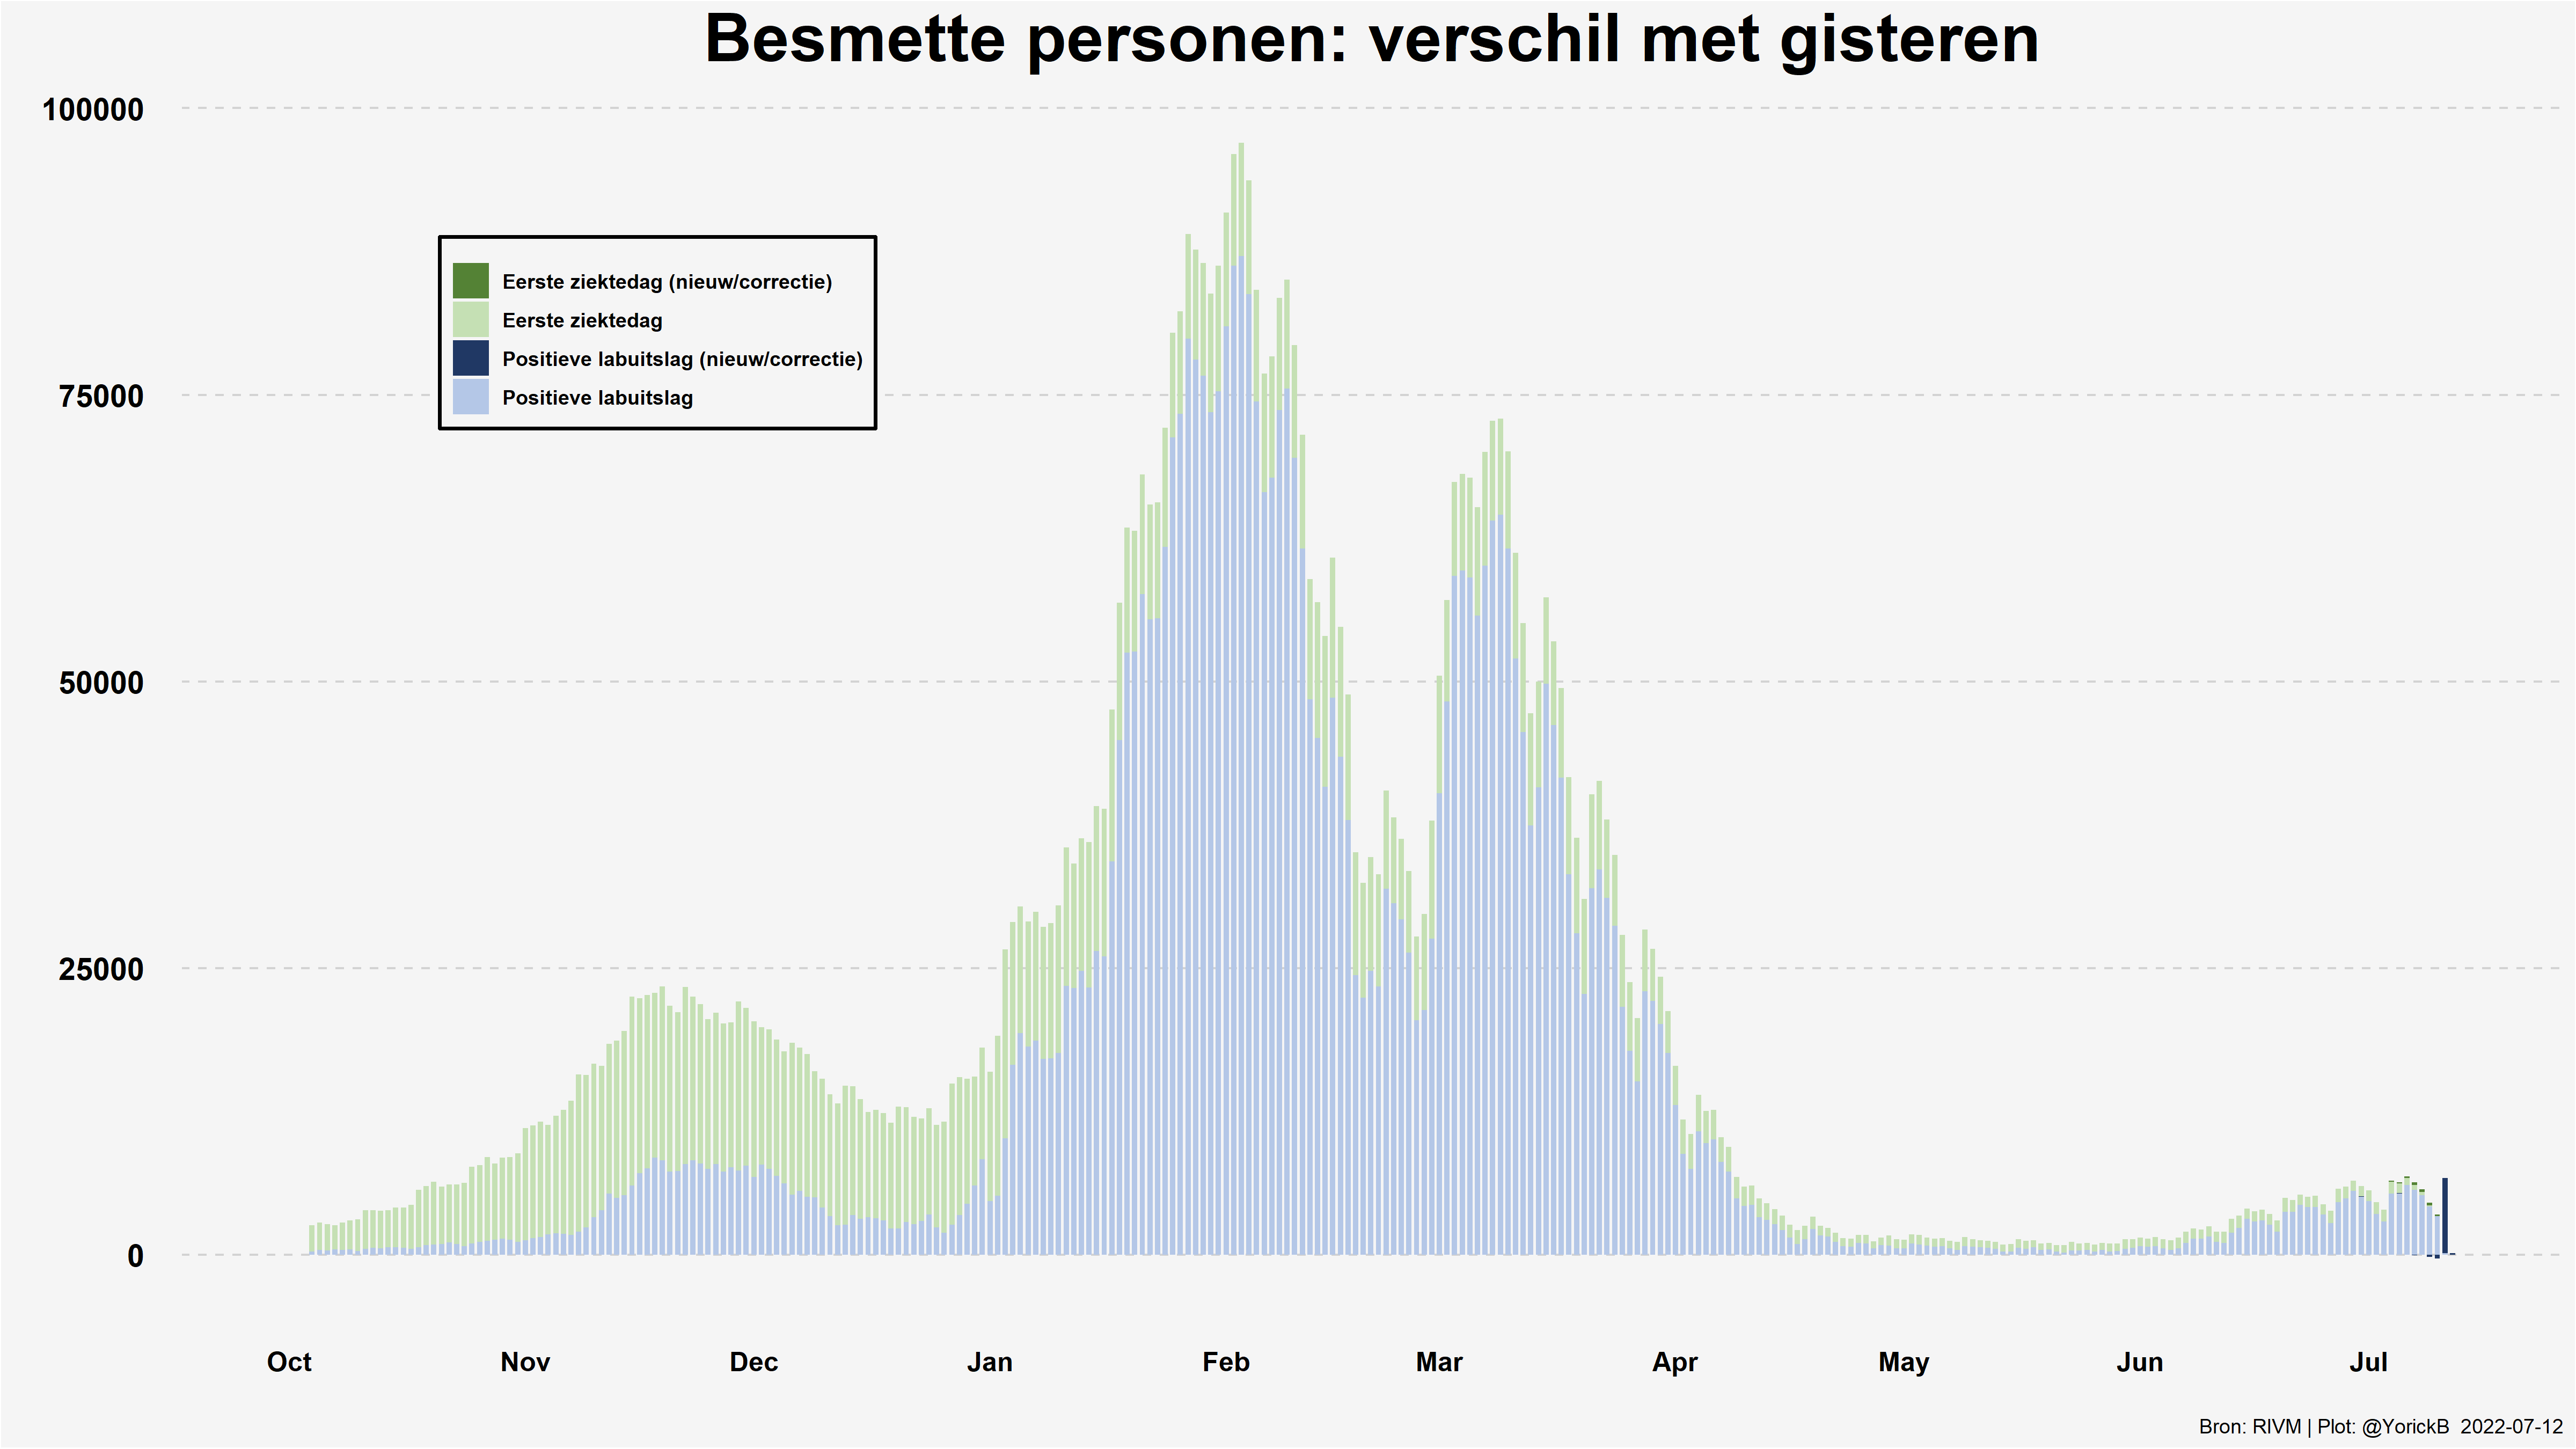 Besmette personen: verschil met gisteren
100000
75000
50000
25000
0
Eerste ziektedag (nieuw/correctie)
Eerste ziektedag
Positieve labuitslag (nieuw/correctie)
Positieve labuitslag
Oct Nov Dec Jan Feb Mar Apr May Jun Jul
Bron: RIVM | Plot: @YorickB 2022-07-12